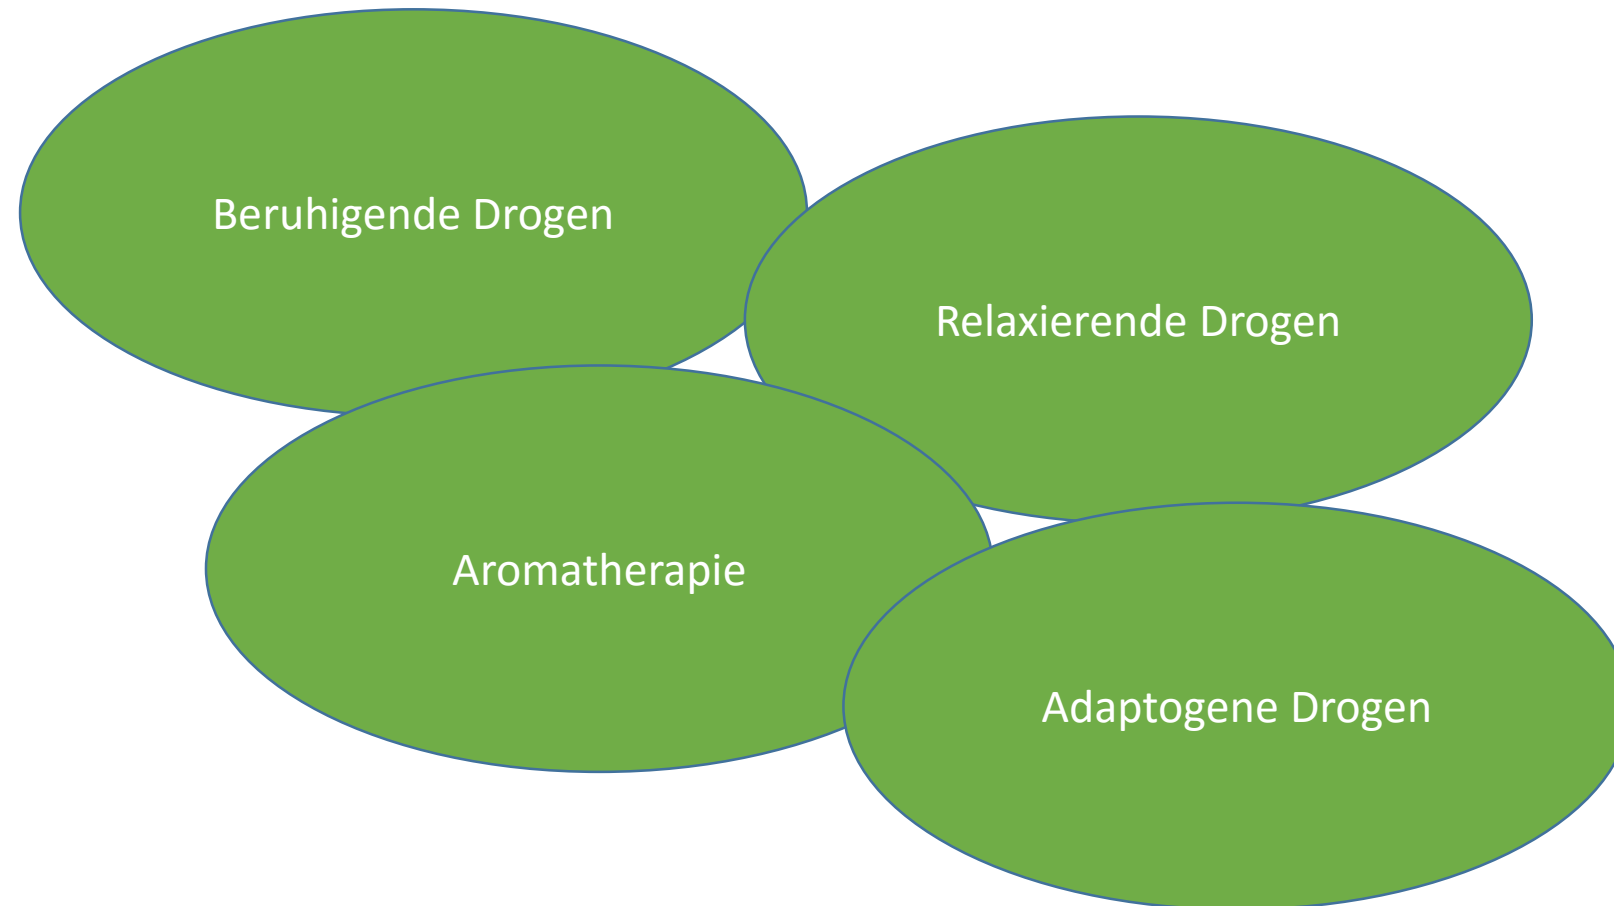 Beruhigende Drogen
Relaxierende Drogen
Aromatherapie
Adaptogene Drogen